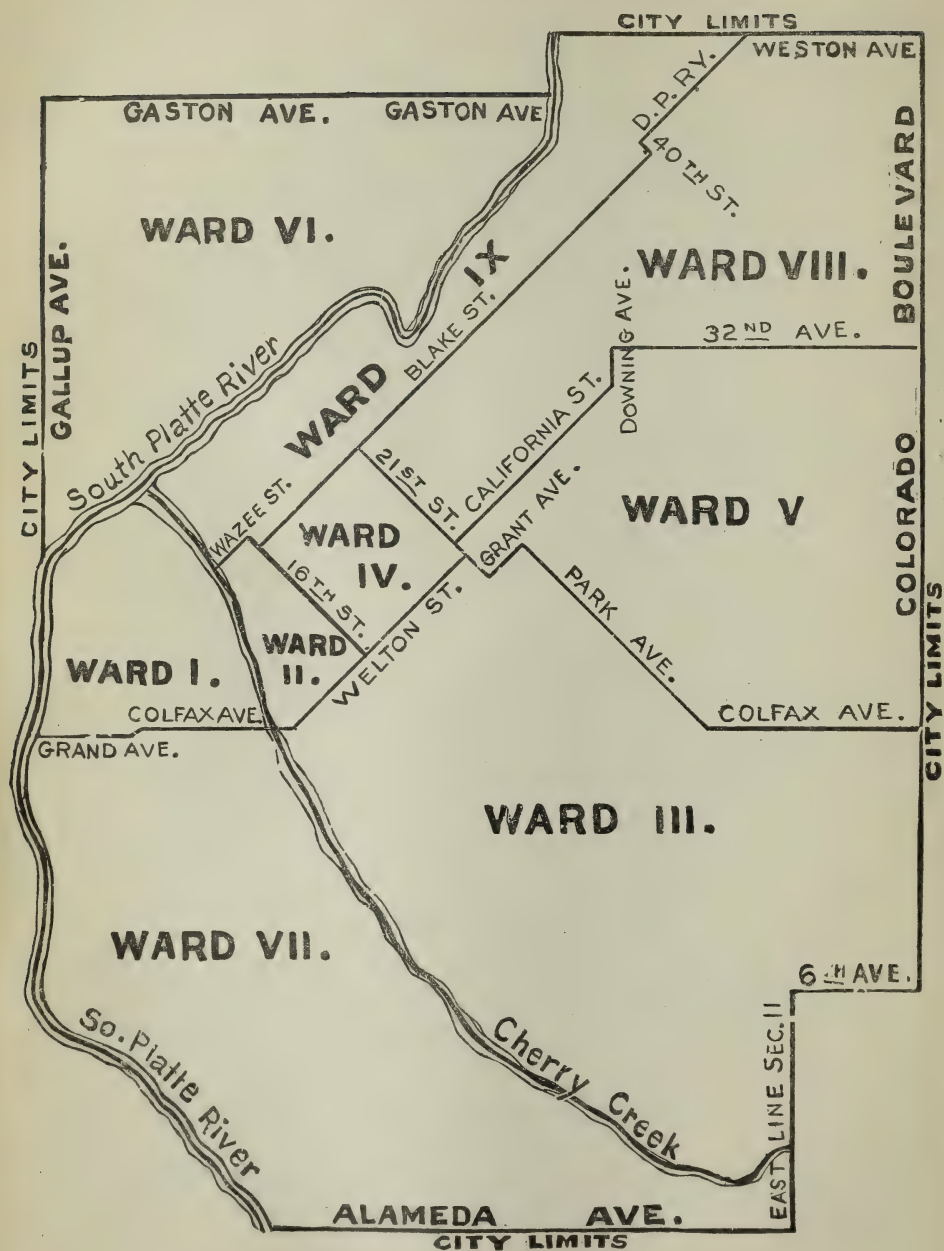 CITY LIMITS
WESTON AVE
GASTON AVE.
GASTON AVE
D. P. RY.
40TH ST.
BOULEVARD
WARD VI.
WARD VIII.
GALLUP AVE.
CITY LIMITS
South Platte River
WARD IX
BLAKE ST.
DOWNING AVE.
32ND AVE.
CALIFORNIA ST.
21ST ST.
WAZEE ST.
WARD
IV.
GRANT AVE.
WARD V
COLORADO
16TH ST.
PARK AVE.
WARD
II.
WELTON ST.
WARD I.
COLFAX AVE.
COLFAX AVE.
CITY LIMITS
GRAND AVE.
WARD III.
WARD VII.
6TH AVE.
So. Platte River
Cherry Creek
EAST LINE SEC. 11
ALAMEDA AVE.
CITY LIMITS